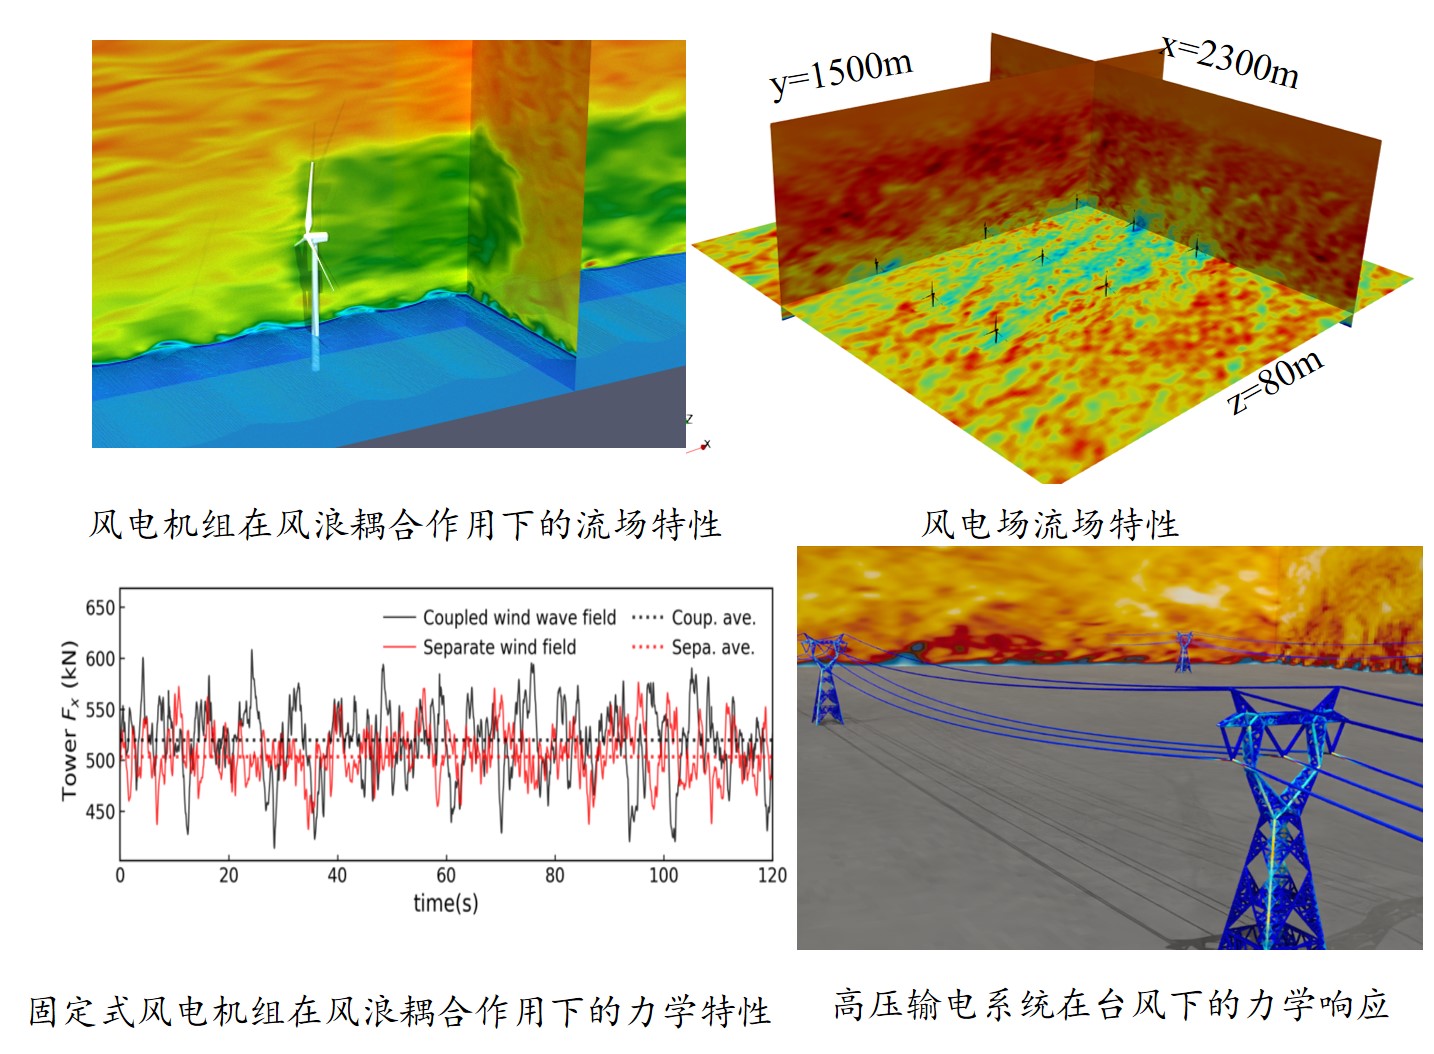 y=1500m
x=2300m
z=80m
z
x
风电机组在风浪耦合作用下的流场特性
风电场流场特性
650
600
550
500
450
Tower Fx (kN)
Coupled wind wave field
Coup. ave.
Separate wind field
Sepa. ave.
0 20 40 60 80 100 120
time(s)
固定式风电机组在风浪耦合作用下的力学特性
高压输电系统在台风下的力学响应